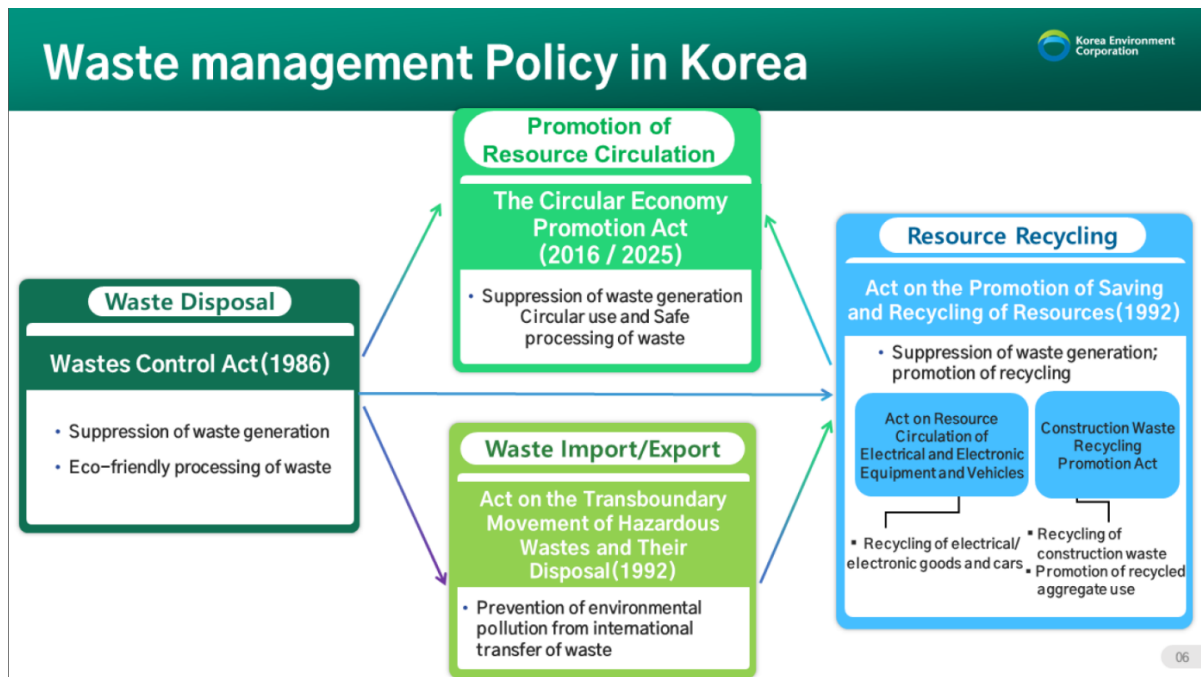 Waste management Policy in Korea
Korea Environment
Corporation
Promotion of
Resource Circulation
The Circular Economy
Promotion Act
(2016 / 2025)
• Suppression of waste generation
Circular use and Safe
processing of waste
Waste Disposal
Wastes Control Act(1986)
• Suppression of waste generation
• Eco-friendly processing of waste
Waste Import/Export
Act on the Transboundary
Movement of Hazardous
Wastes and Their
Disposal(1992)
• Prevention of environmental
pollution from international
transfer of waste
Resource Recycling
Act on the Promotion of Saving
and Recycling of Resources(1992)
• Suppression of waste generation;
promotion of recycling
Act on Resource
Circulation of
Electrical and Electronic
Equipment and Vehicles
▪ Recycling of electrical/
electronic goods and cars
Construction Waste
Recycling
Promotion Act
▪ Recycling of
construction waste
▪ Promotion of recycled
aggregate use
06